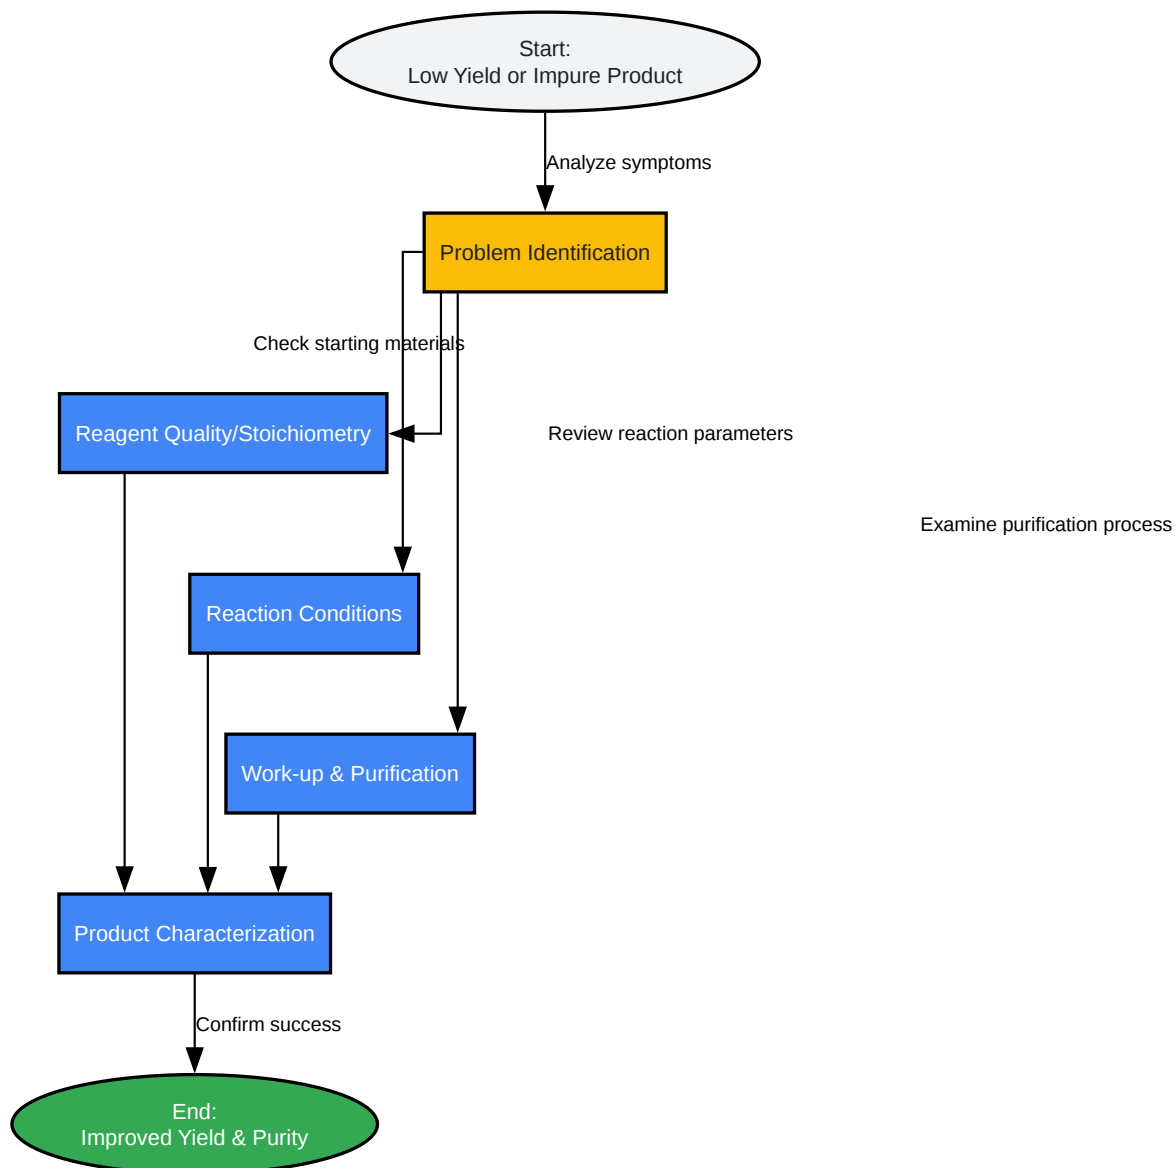 Start:
Low Yield or Impure Product
Analyze symptoms
Problem Identification
Check starting materials
Reagent Quality/Stoichiometry
Review reaction parameters
Examine purification process
Reaction Conditions
Work-up & Purification
Product Characterization
Confirm success
End:
Improved Yield & Purity